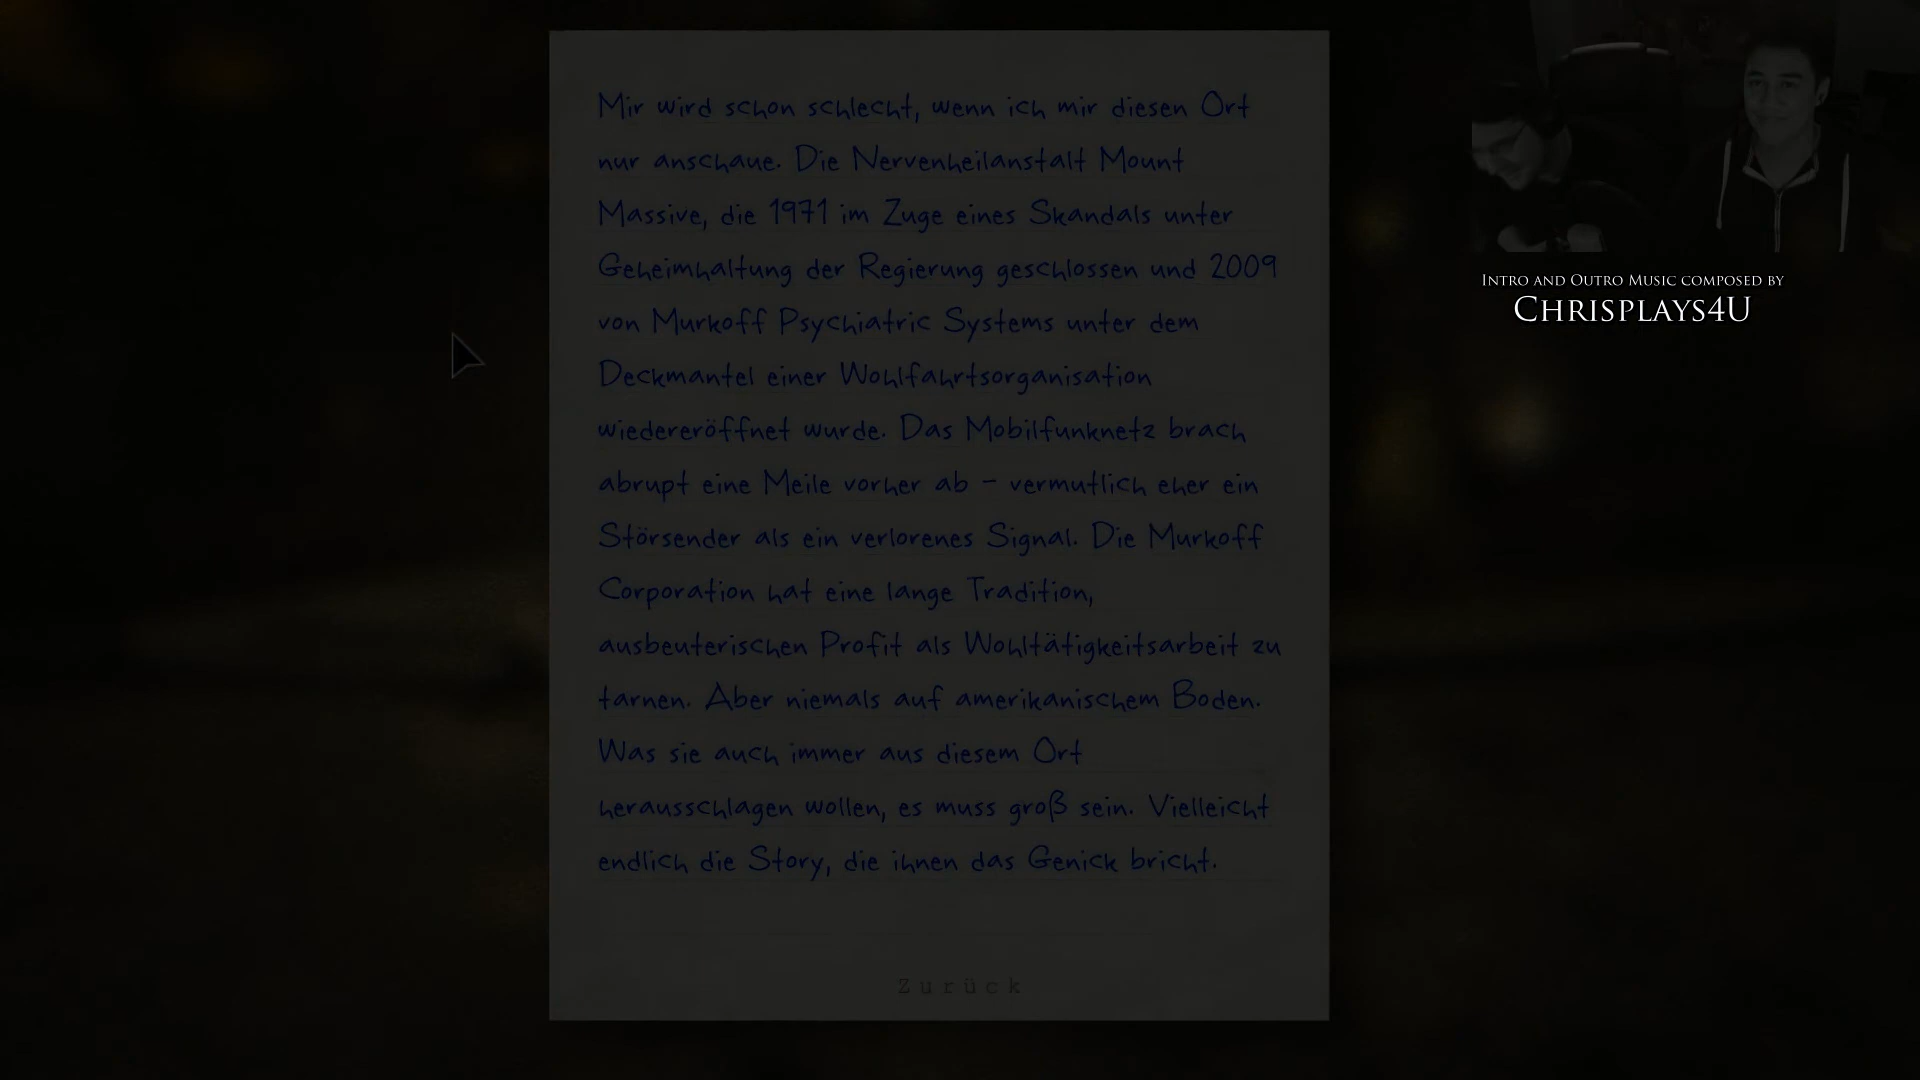 Mir wird schon schlecht, wenn ich mir diesen Ort
nur anschaue. Die Nervenheilanstalt Mount
Massive, die 1971 im Zuge eines Skandals unter
Geheimhaltung der Regierung geschlossen und 2009
von Murkoff Psychiatric Systems unter dem
Deckmantel einer Wohlfahrtsorganisation
wiedereröffnet wurde. Das Mobilfunknetz brach
abrupt eine Meile vorher ab - vermutlich eher ein
Störsender als ein verlorenes Signal. Die Murkoff
Corporation hat eine lange Tradition,
ausbeuterischen Profit als Wohltätigkeitsarbeit zu
tarnen. Aber niemals auf amerikanischem Boden.
Was sie auch immer aus diesem Ort
herausschlagen wollen, es muss groß sein. Vielleicht
endlich die Story, die ihnen das Genick bricht.
Zurück
Intro and Outro Music composed by
Chrisplays4U